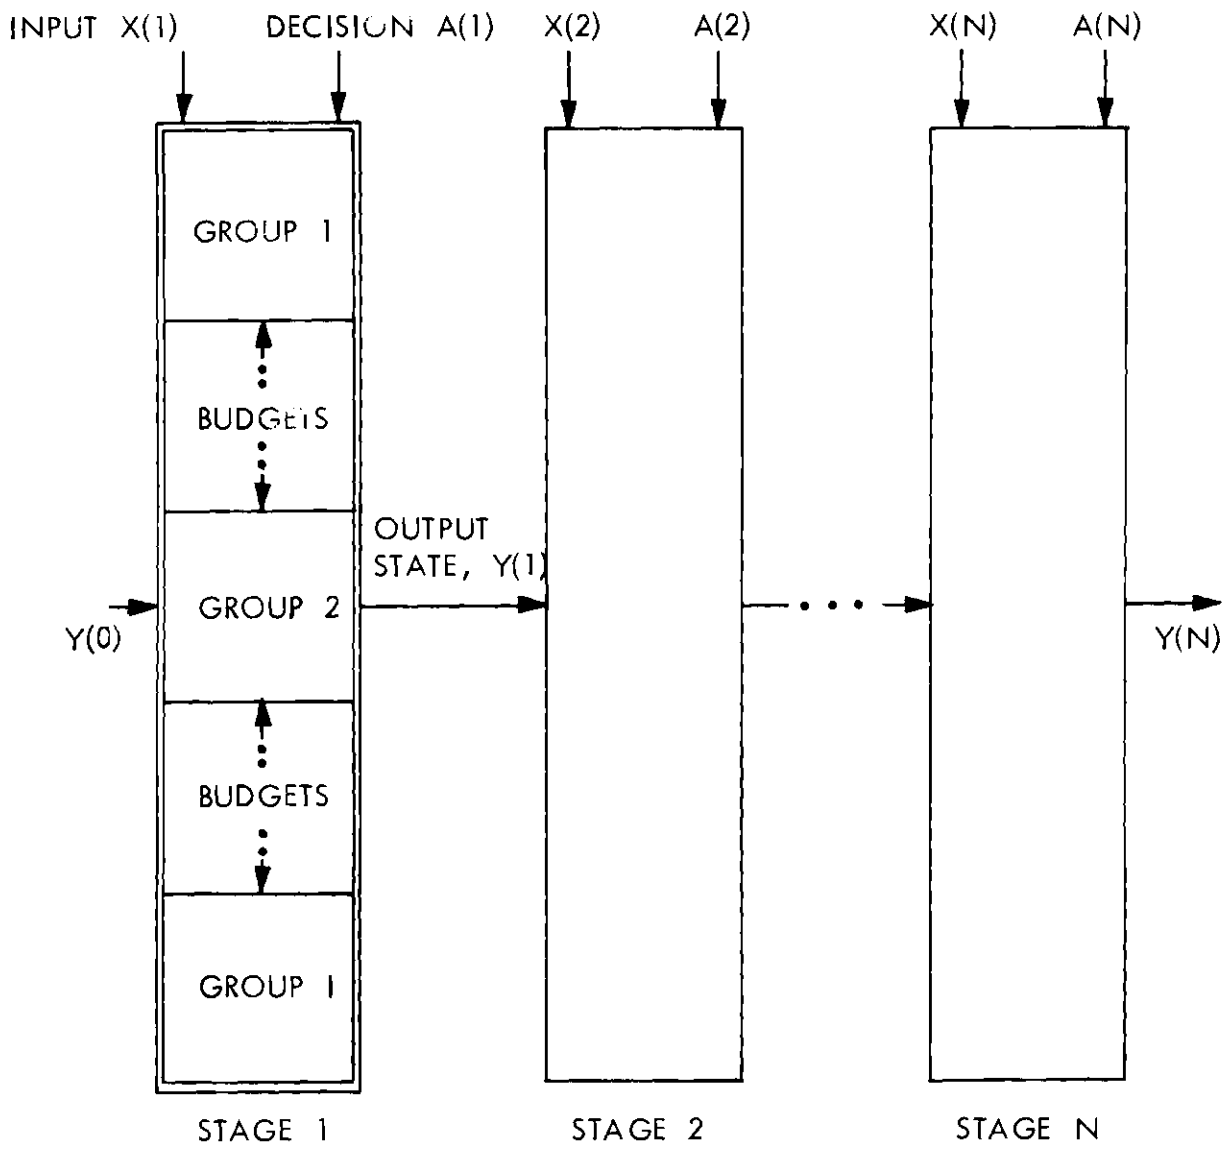 INPUT X(1) DECISION A(1) X(2) A(2) X(N) A(N)
GROUP 1
BUDGETS
OUTPUT
STATE, Y(1)
GROUP 2
Y(0)
Y(N)
BUDGETS
GROUP I
STAGE 1 STAGE 2 STAGE N